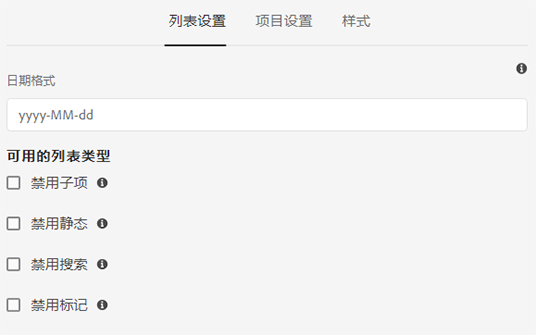 列表设置 项目设置 样式
日期格式
yyyy-MM-dd
可用的列表类型
禁用子项
禁用静态
禁用搜索
禁用标记